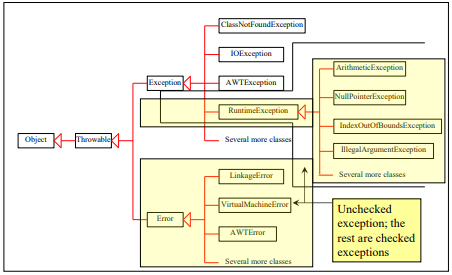 ClassNotFoundException
IOException
ArithmeticException
Exception
AWTException
NullPointerException
RuntimeException
IndexOutOfBoundsException
Object
Throwable
Several more classes
IllegalArgumentException
Several more classes
LinkageError
VirtualMachineError
Error
AWTError
Several more classes
Unchecked
exception; the
rest are checked
exceptions